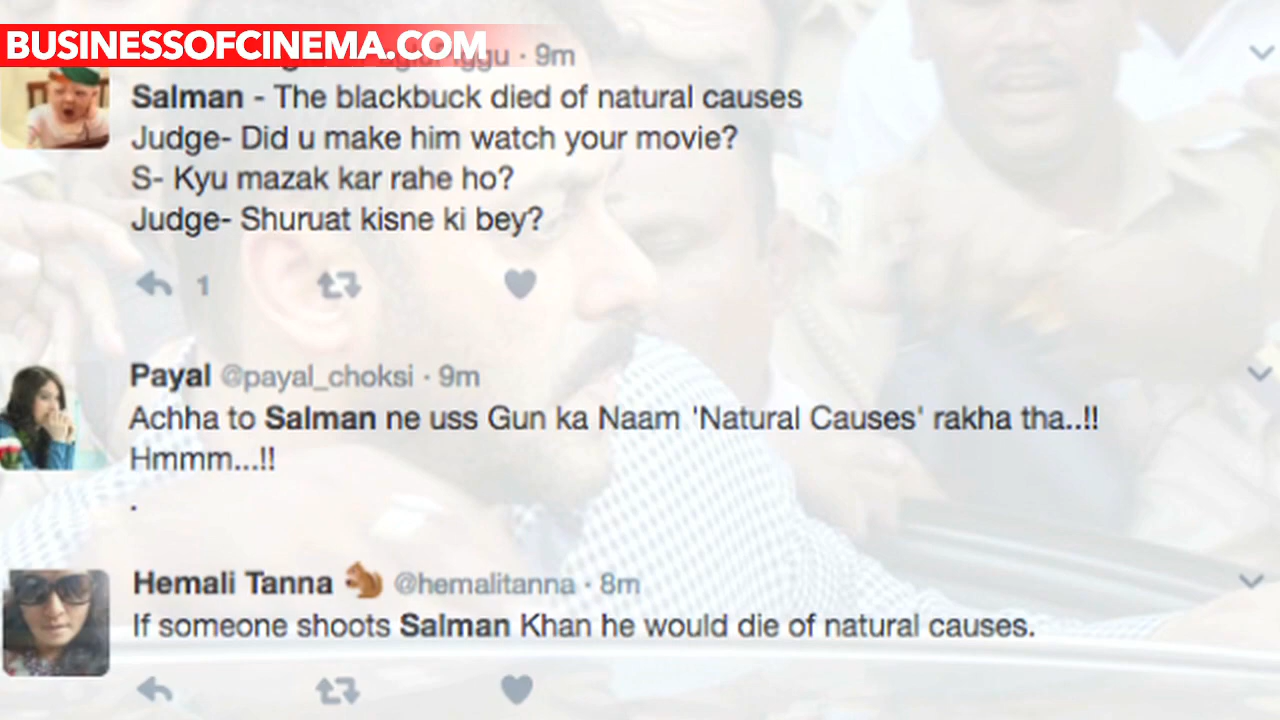 BUSINESSOFCINEMA.COM
· 9m
Salman - The blackbuck died of natural causes
Judge- Did u make him watch your movie?
S- Kyu mazak kar rahe ho?
Judge- Shuruat kisne ki bey?
1
Payal @payal_choksi · 9m
Achha to Salman ne uss Gun ka Naam 'Natural Causes' rakha tha..!!
Hmmm...!!
.
Hemali Tanna 🐿 @hemalitanna · 8m
If someone shoots Salman Khan he would die of natural causes.